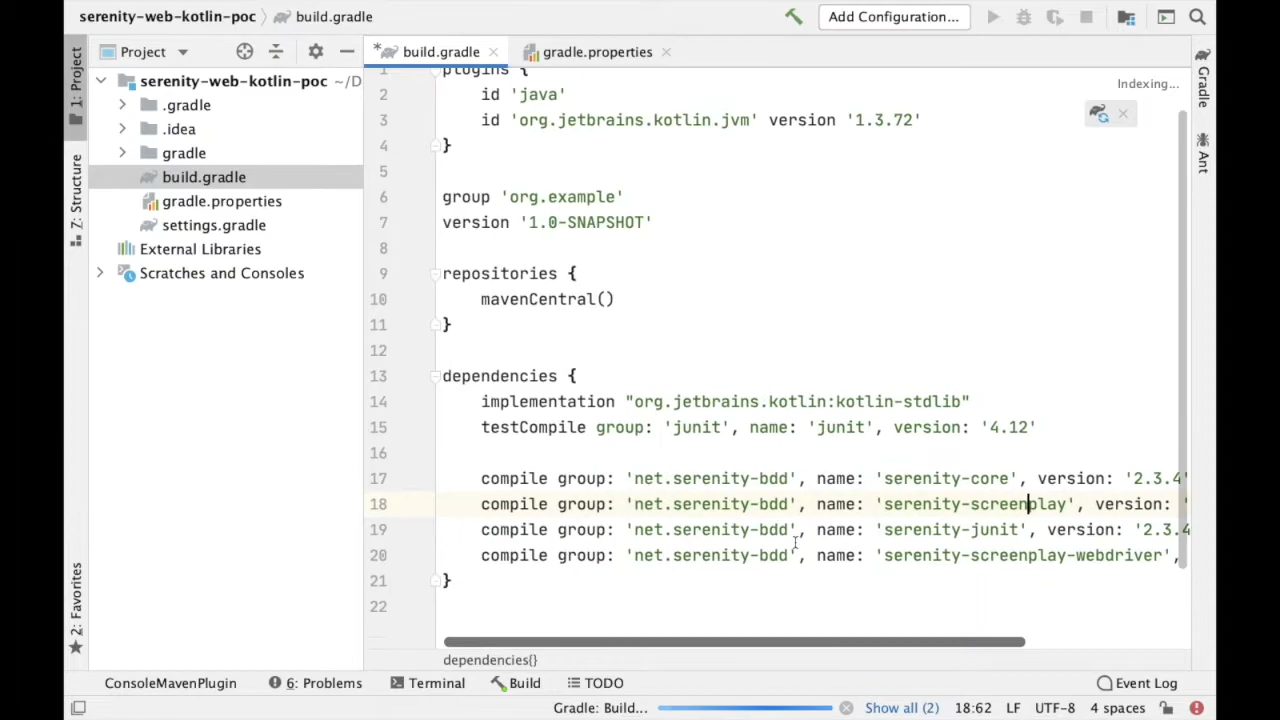 serenity-web-kotlin-poc build.gradle
Add Configuration...
Project
build.gradle
gradle.properties
1: Project
Z: Structure
2: Favorites
serenity-web-kotlin-poc ~/D
.gradle
.idea
gradle
build.gradle
gradle.properties
settings.gradle
External Libraries
Scratches and Consoles
Indexing...
Gradle
Ant
1 plugins {
2 id 'java'
3 id 'org.jetbrains.kotlin.jvm' version '1.3.72'
4 }
5
6 group 'org.example'
7 version '1.0-SNAPSHOT'
8
9 repositories {
10 mavenCentral()
11 }
12
13 dependencies {
14 implementation "org.jetbrains.kotlin:kotlin-stdlib"
15 testCompile group: 'junit', name: 'junit', version: '4.12'
16
17 compile group: 'net.serenity-bdd', name: 'serenity-core', version: '2.3.4'
18 compile group: 'net.serenity-bdd', name: 'serenity-screenplay', version: '
19 compile group: 'net.serenity-bdd', name: 'serenity-junit', version: '2.3.4
20 compile group: 'net.serenity-bdd', name: 'serenity-screenplay-webdriver',
21 }
22
dependencies{}
ConsoleMavenPlugin 6: Problems Terminal Build TODO Event Log
Gradle: Build... Show all (2) 18:62 LF UTF-8 4 spaces